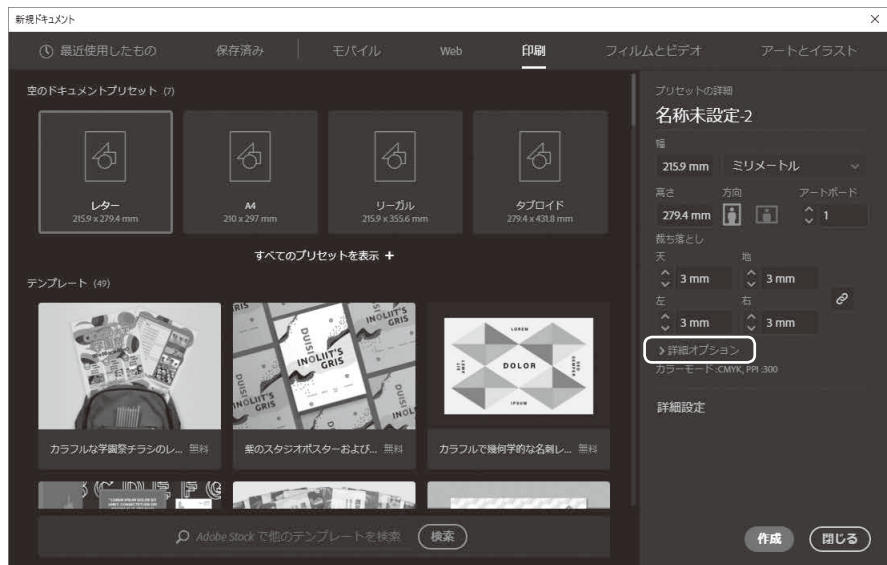 新規ドキュメント
最近使用したもの 保存済み モバイル Web 印刷 フィルムとビデオ アートとイラスト
空のドキュメントプリセット (7)
レター
215.9 x 279.4 mm
A4
210 x 297 mm
リーガル
215.9 x 355.6 mm
タブロイド
279.4 x 431.8 mm
すべてのプリセットを表示 +
テンプレート (49)
DUISI
INOLIIT'S
GRIS
LOREM
DOLOR
IPSUM
カラフルな学園祭チラシのレ... 無料
紫のスタジオポスターおよび... 無料
カラフルで幾何学的な名刺レ... 無料
Adobe Stock で他のテンプレートを検索
検索
プリセットの詳細
名称未設定-2
幅
215.9 mm ミリメートル
高さ 方向 アートボード
279.4 mm 1
裁ち落とし
天 地
3 mm 3 mm
左 右
3 mm 3 mm
詳細オプション
カラーモード :CMYK, PPI :300
詳細設定
作成 閉じる